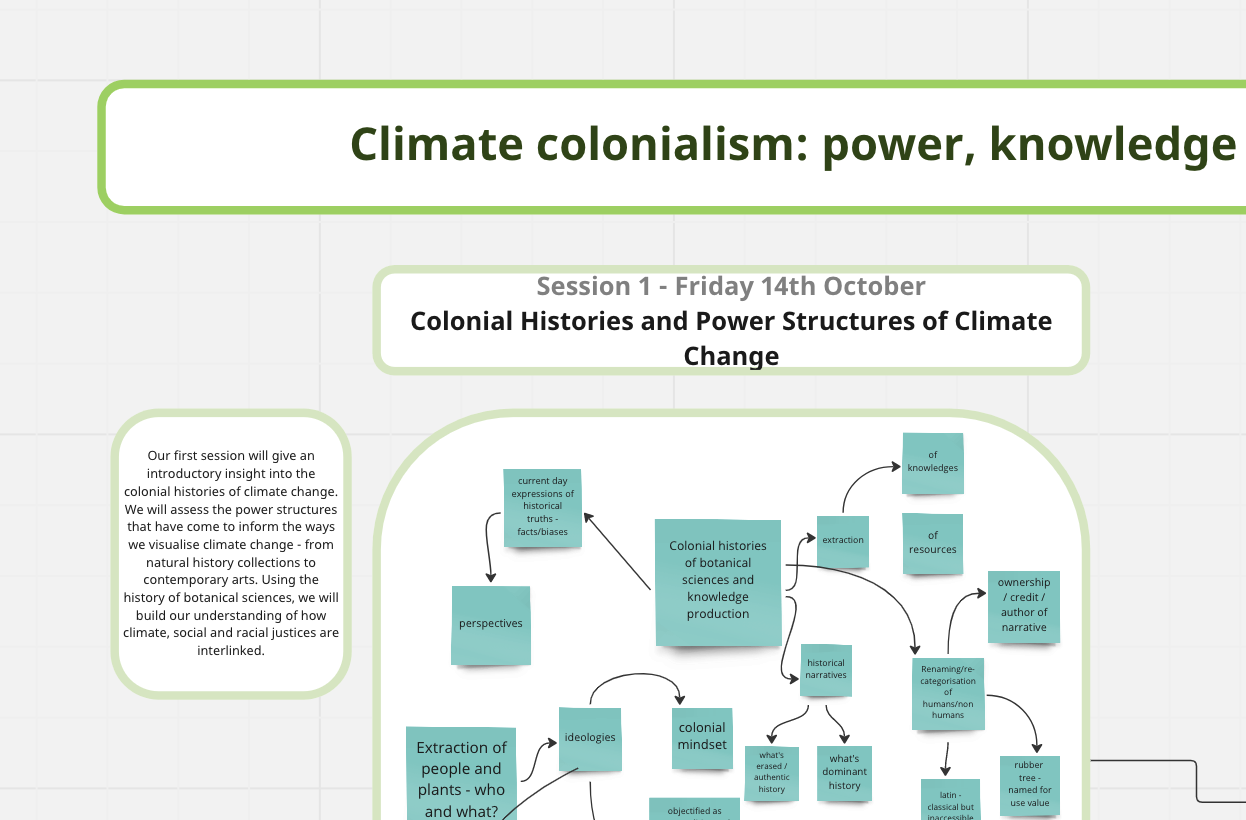 Climate colonialism: power, knowledge
Session 1 - Friday 14th October
Colonial Histories and Power Structures of Climate
Change
Our first session will give an
introductory insight into the
colonial histories of climate change.
We will assess the power structures
that have come to inform the ways
we visualise climate change - from
natural history collections to
contemporary arts. Using the
history of botanical sciences, we will
build our understanding of how
climate, social and racial justices are
interlinked.
of
knowledges
current day
expressions of
historical
truths -
facts/biases
Colonial histories
of botanical
sciences and
knowledge
production
extraction
of
resources
ownership
/ credit /
author of
narrative
perspectives
historical
narratives
Renaming/re-
categorisation
of
humans/non
humans
ideologies
colonial
mindset
Extraction of
people and
plants - who
and what?
what's
erased /
authentic
history
what's
dominant
history
rubber
tree -
named for
use value
latin -
classical but
inaccessible
objectified as